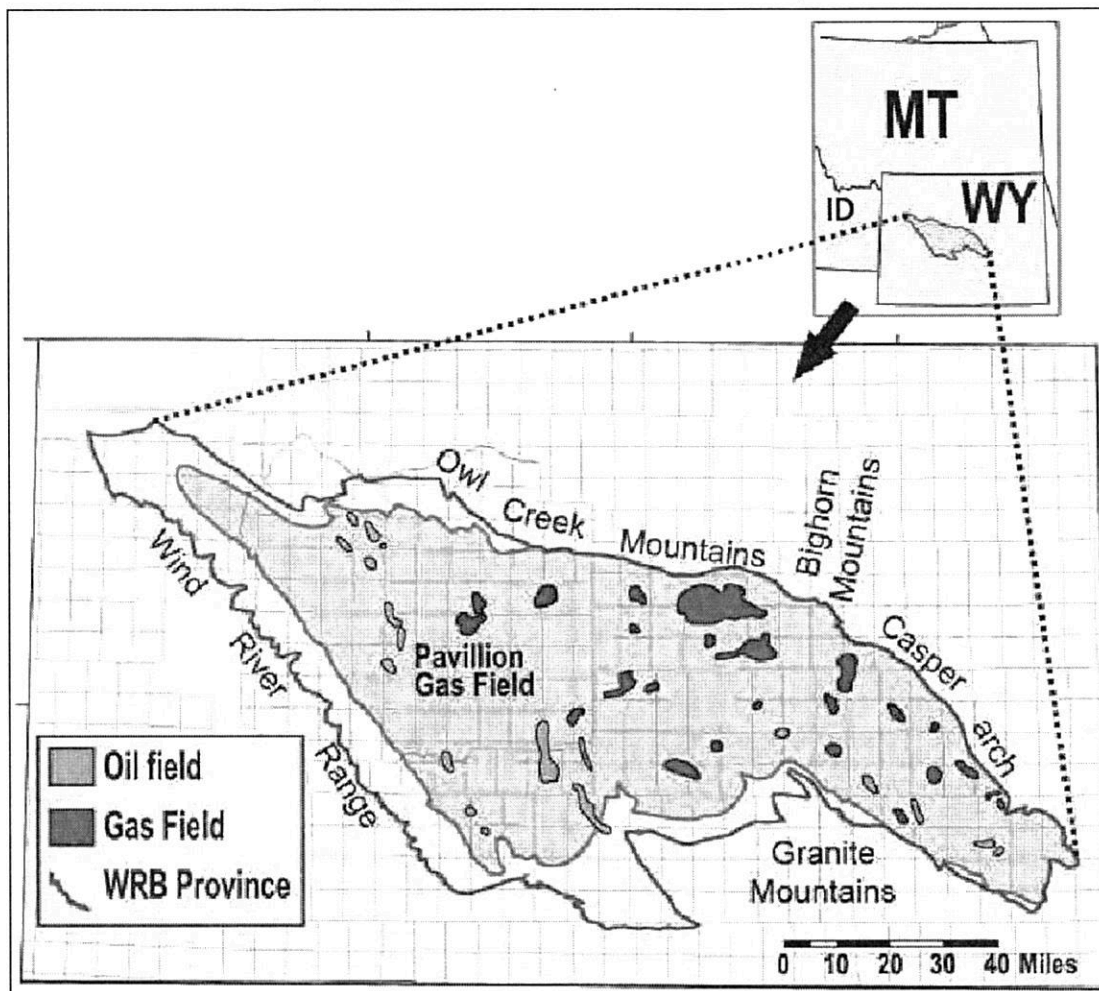 MT
ID
WY
Owl
Creek
Mountains
Bighorn
Mountains
Casper
arch
Wind
River
Range
Pavillion
Gas Field
Granite
Mountains
Oil field
Gas Field
WRB Province
0 10 20 30 40 Miles